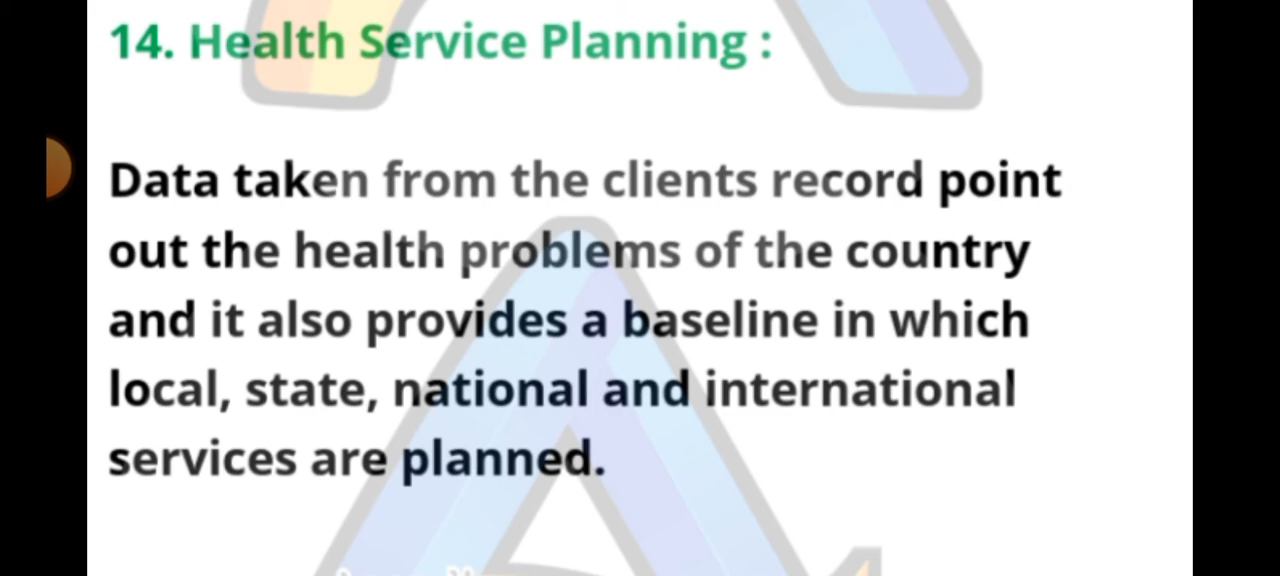 14. Health Service Planning :
Data taken from the clients record point
out the health problems of the country
and it also provides a baseline in which
local, state, national and international
services are planned.